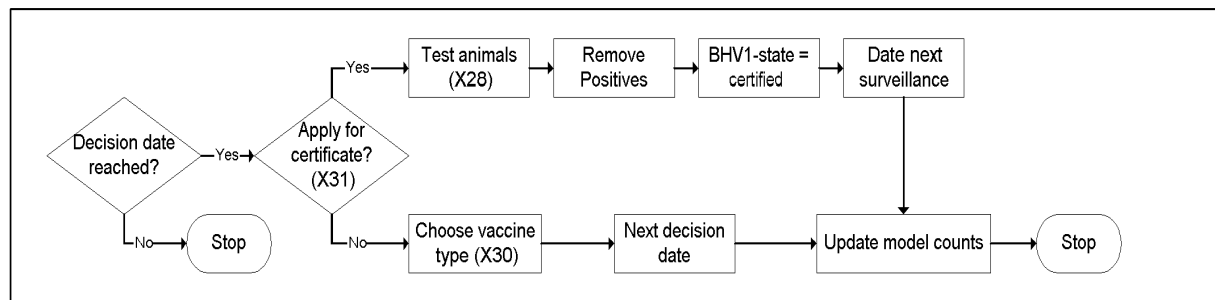 Decision date
reached?
Yes
No
Stop
Apply for
certificate?
(X31)
Yes
Test animals
(X28)
Remove
Positives
BHV1-state =
certified
Date next
surveillance
No
Choose vaccine
type (X30)
Next decision
date
Update model counts
Stop